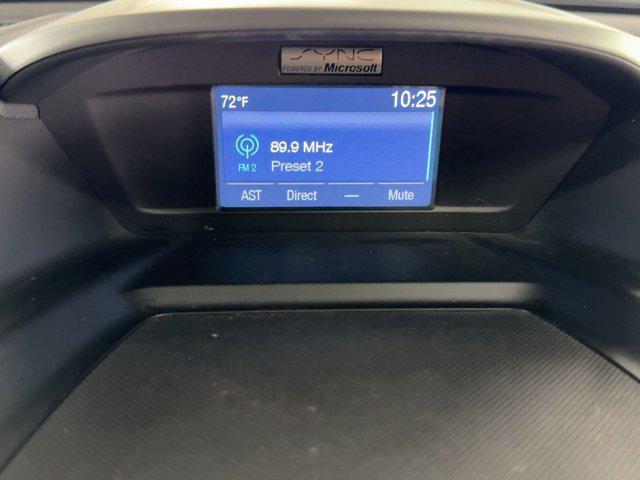 SYNC
POWERED BY Microsoft
72°F 10:25
89.9 MHz
FM 2 Preset 2
AST Direct — Mute